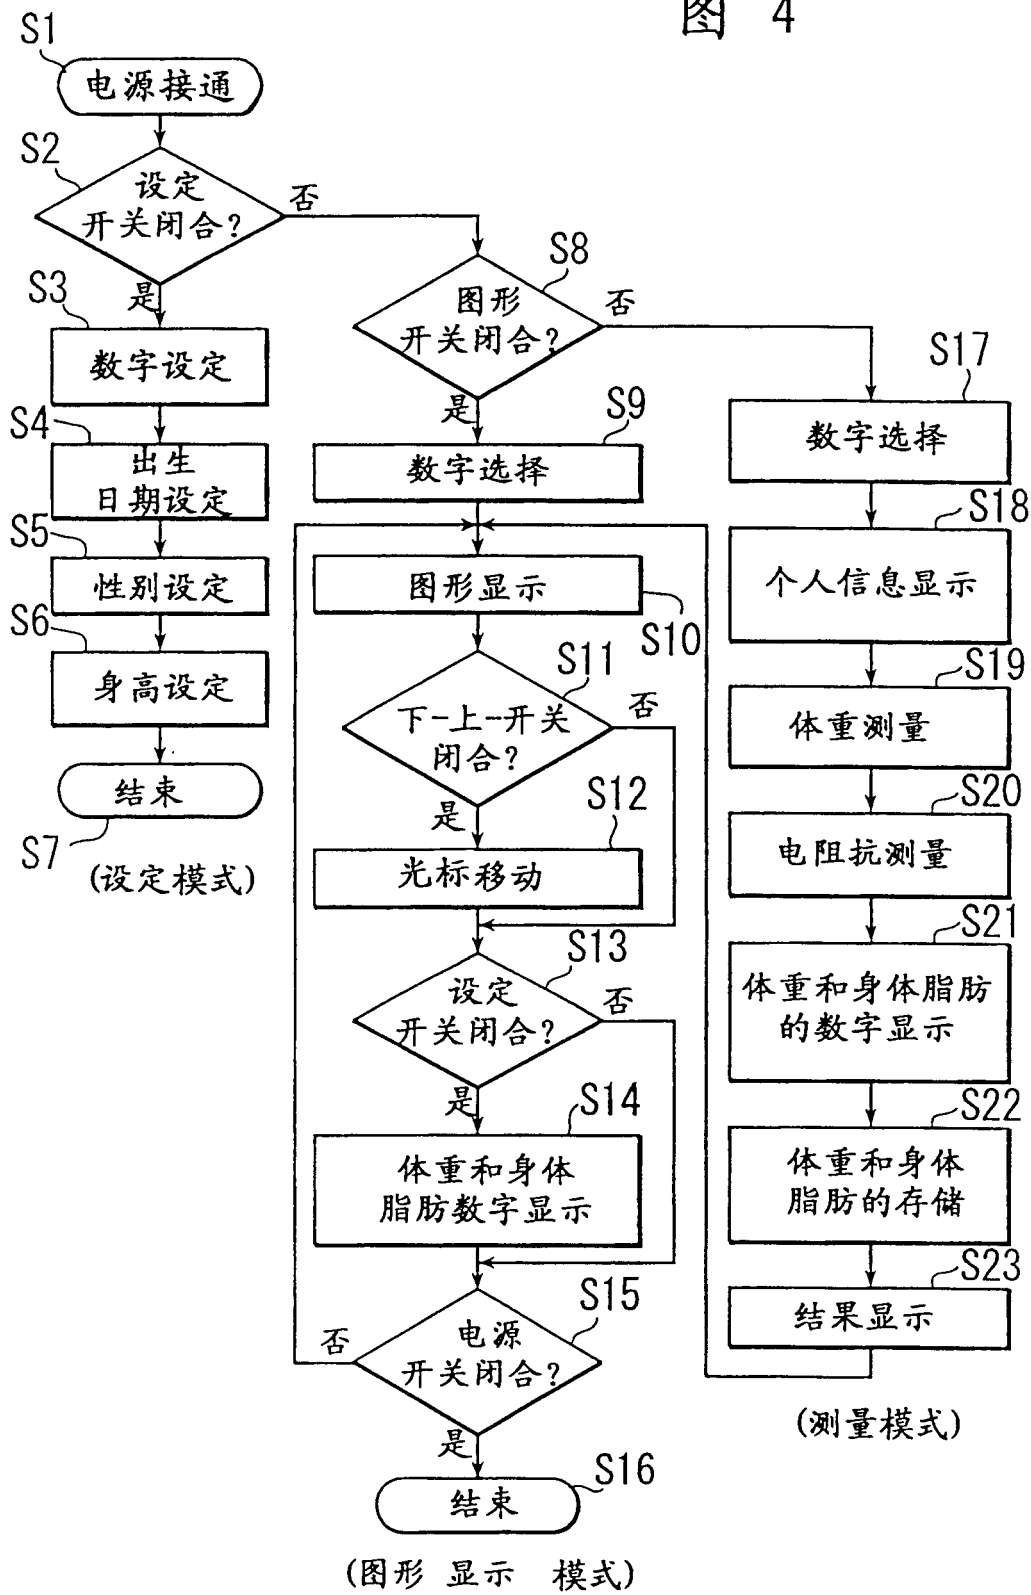 图 4
S1
电源接通
S2
设定
开关闭合?
否
是
S3
数字设定
S4
出生
日期设定
S5
性别设定
S6
身高设定
结束
S7
(设定模式)
S8
图形
开关闭合?
否
是
S9
数字选择
图形显示
S10
S11
下-上-开关
闭合?
否
是
S12
光标移动
S13
设定
开关闭合?
否
是
S14
体重和身体
脂肪数字显示
S15
电源
开关闭合?
否
是
S16
结束
(图形 显示 模式)
S17
数字选择
S18
个人信息显示
S19
体重测量
S20
电阻抗测量
S21
体重和身体脂肪
的数字显示
S22
体重和身体
脂肪的存储
S23
结果显示
(测量模式)